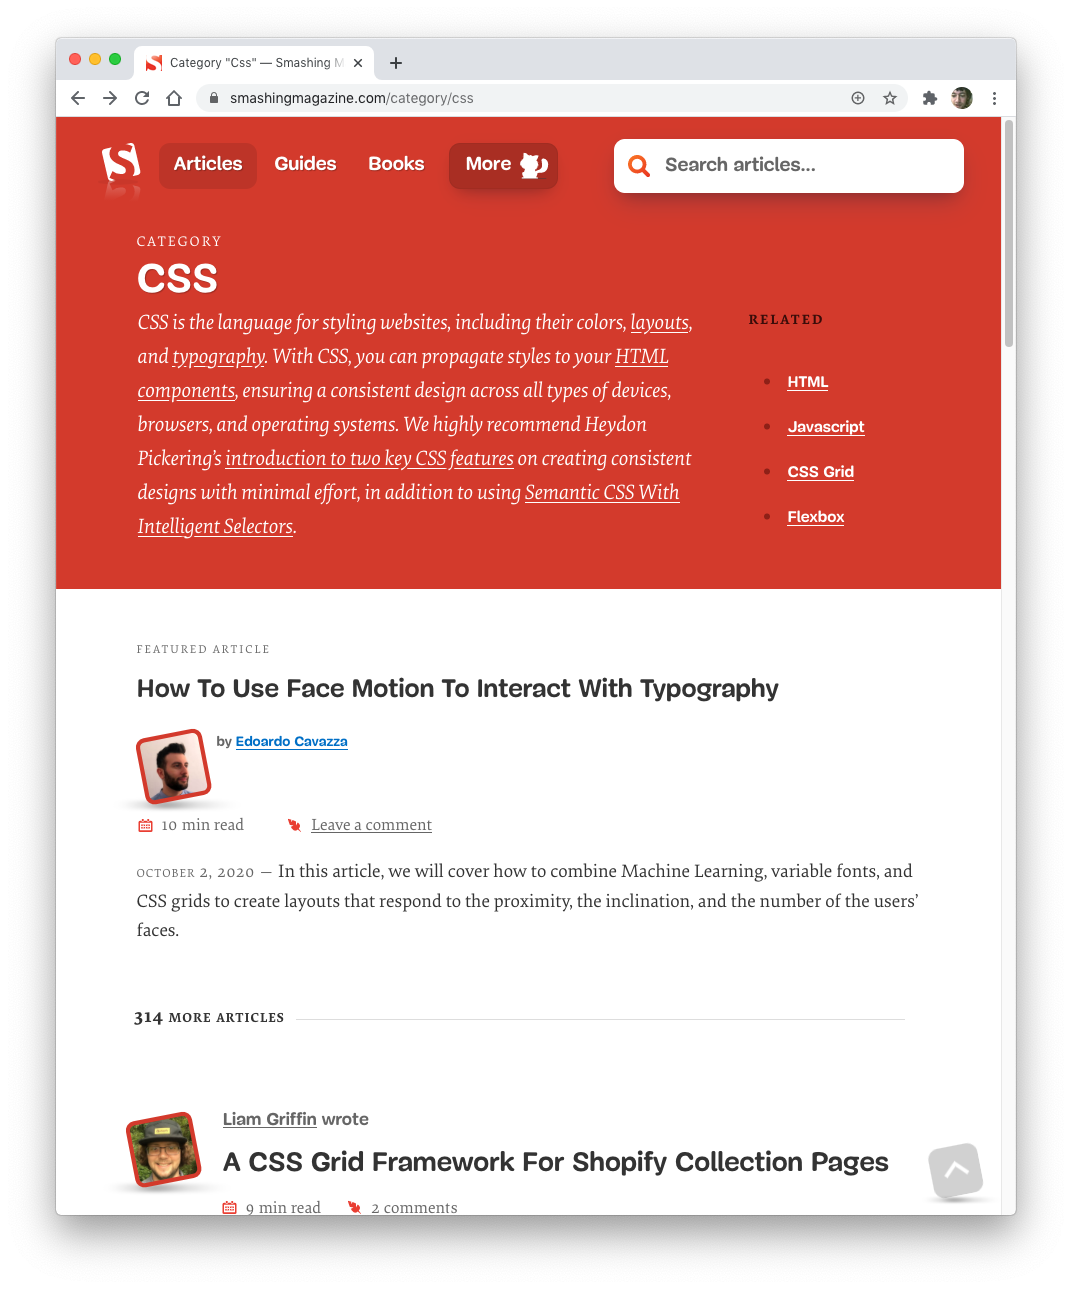 Category "Css" — Smashing M
smashingmagazine.com/category/css
Articles Guides Books More Search articles...
CATEGORY
CSS
CSS is the language for styling websites, including their colors, layouts,
and typography. With CSS, you can propagate styles to your HTML
components, ensuring a consistent design across all types of devices,
browsers, and operating systems. We highly recommend Heydon
Pickering’s introduction to two key CSS features on creating consistent
designs with minimal effort, in addition to using Semantic CSS With
Intelligent Selectors.
RELATED
HTML
Javascript
CSS Grid
Flexbox
FEATURED ARTICLE
How To Use Face Motion To Interact With Typography
by Edoardo Cavazza
10 min read Leave a comment
OCTOBER 2, 2020 — In this article, we will cover how to combine Machine Learning, variable fonts, and
CSS grids to create layouts that respond to the proximity, the inclination, and the number of the users’
faces.
314 MORE ARTICLES
Liam Griffin wrote
A CSS Grid Framework For Shopify Collection Pages
9 min read 2 comments